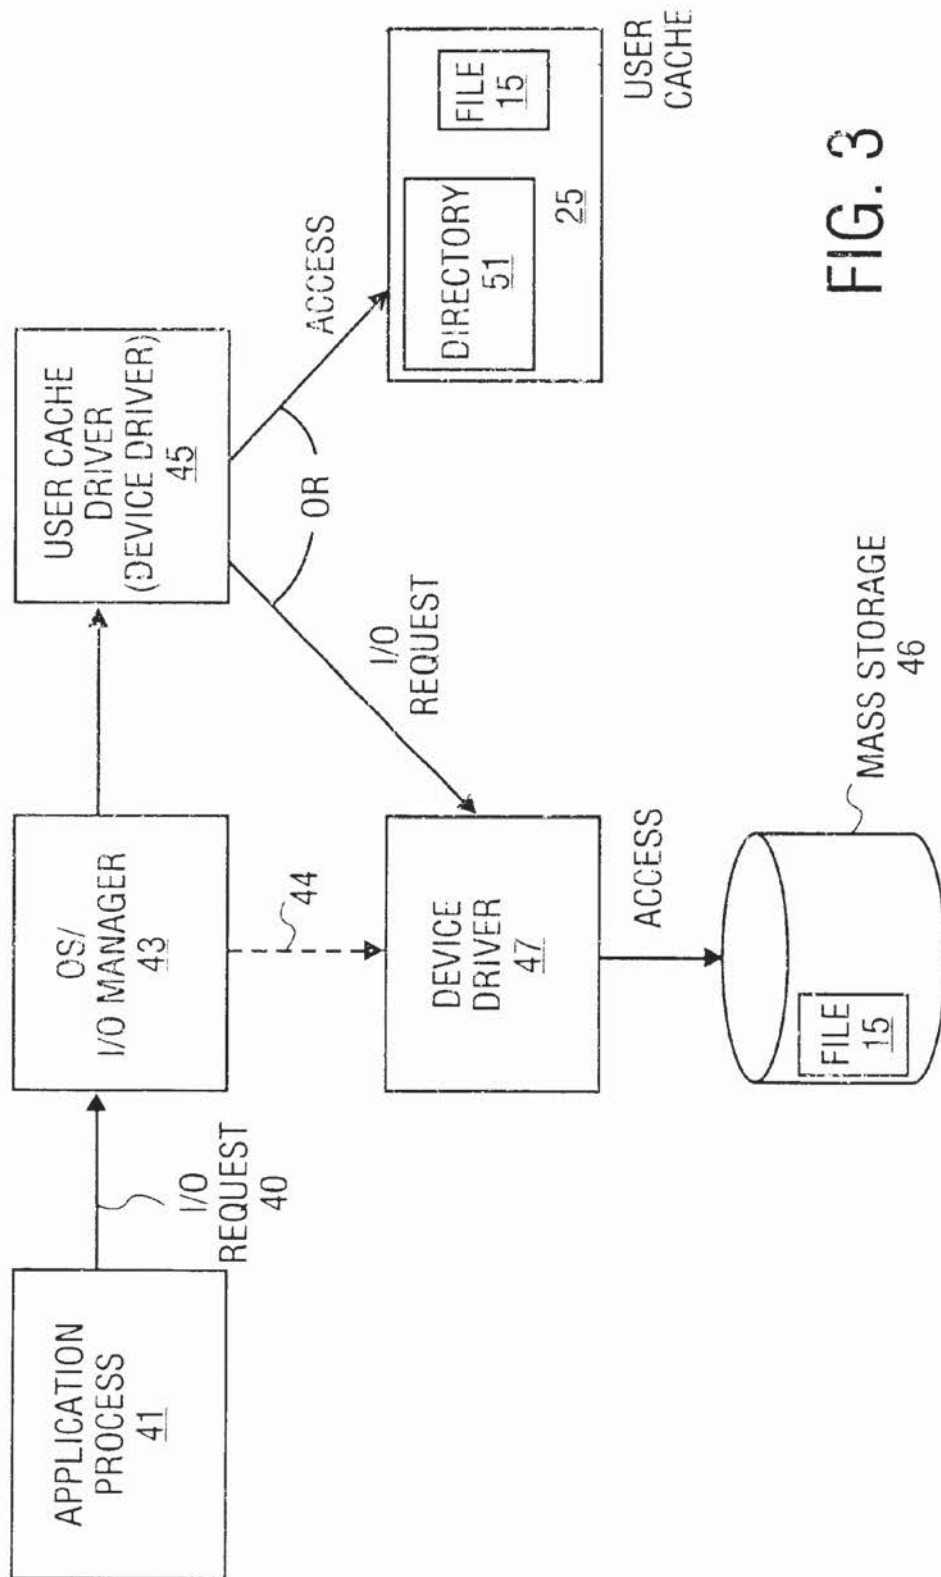 APPLICATION
PROCESS
41
I/O
REQUEST
40
OS/
I/O MANAGER
43
44
USER CACHE
DRIVER
(DEVICE DRIVER)
45
I/O
REQUEST
OR
ACCESS
DEVICE
DRIVER
47
ACCESS
DIRECTORY
51
FILE
15
25
USER
CACHE
FILE
15
MASS STORAGE
46
FIG. 3